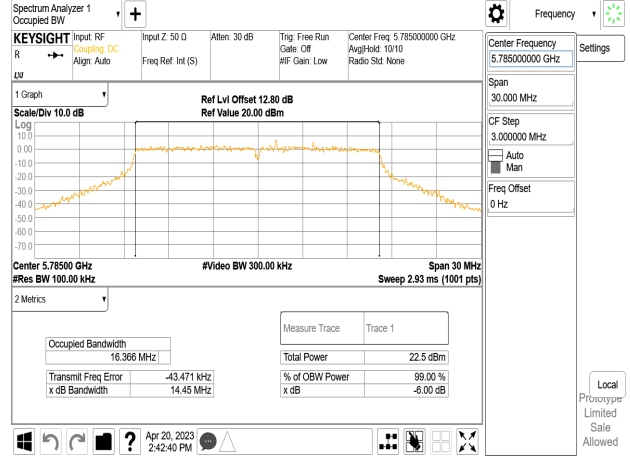 Spectrum Analyzer 1
Occupied BW
▼
+
Frequency
▼
KEYSIGHT
R
LXI
Input: RF
Coupling: DC
Align: Auto
Input Z: 50 Ω
Freq Ref: Int (S)
Atten: 30 dB
Trig: Free Run
Gate: Off
#IF Gain: Low
Center Freq: 5.785000000 GHz
Avg|Hold: 10/10
Radio Std: None
Center Frequency
5.785000000 GHz
Settings
Span
30.000 MHz
CF Step
3.000000 MHz
Auto
Man
Freq Offset
0 Hz
1 Graph
▼
Scale/Div 10.0 dB
Ref Lvl Offset 12.80 dB
Ref Value 20.00 dBm
Log
10.0
0.00
-10.0
-20.0
-30.0
-40.0
-50.0
-60.0
-70.0
Center 5.78500 GHz
#Video BW 300.00 kHz
Span 30 MHz
#Res BW 100.00 kHz
Sweep 2.93 ms (1001 pts)
2 Metrics
▼
Measure Trace
Trace 1
Occupied Bandwidth
16.366 MHz
Total Power
22.5 dBm
Transmit Freq Error
-43.471 kHz
% of OBW Power
99.00 %
x dB Bandwidth
14.45 MHz
x dB
-6.00 dB
Local
Prototype
Limited
Sale
Allowed
?
Apr 20, 2023
2:42:40 PM